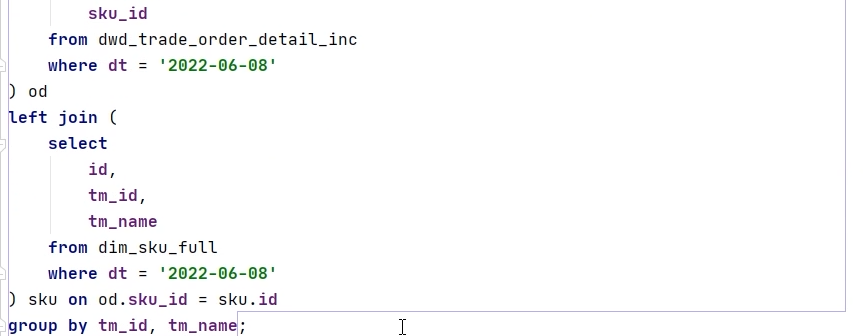 sku_id
from dwd_trade_order_detail_inc
where dt = '2022-06-08'
) od
left join (
select
id,
tm_id,
tm_name
from dim_sku_full
where dt = '2022-06-08'
) sku on od.sku_id = sku.id
group by tm_id, tm_name;